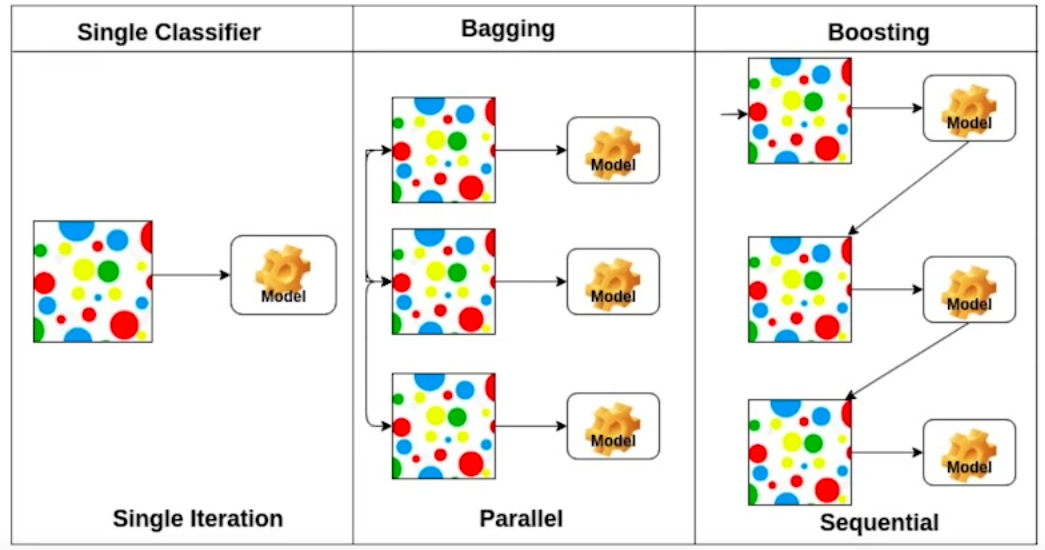 Single Classifier
Bagging
Boosting
Model
Model
Model
Model
Model
Model
Model
Single Iteration
Parallel
Sequential